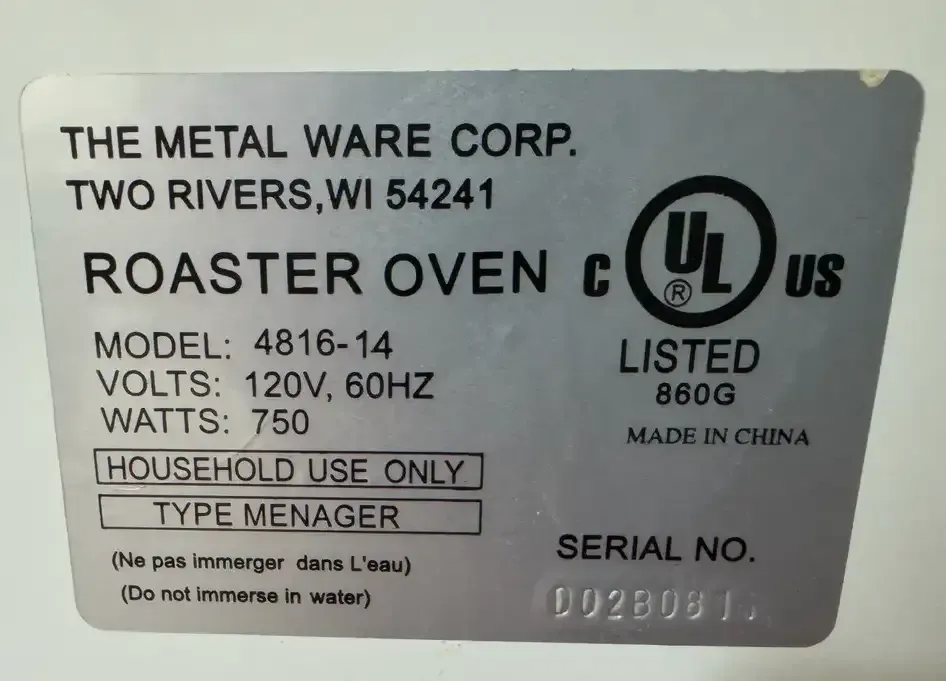 THE METAL WARE CORP.
TWO RIVERS,WI 54241
ROASTER OVEN
C UL® US
LISTED
860G
MADE IN CHINA
MODEL: 4816-14
VOLTS: 120V, 60HZ
WATTS: 750
HOUSEHOLD USE ONLY
TYPE MENAGER
(Ne pas immerger dans L'eau)
(Do not immerse in water)
SERIAL NO.